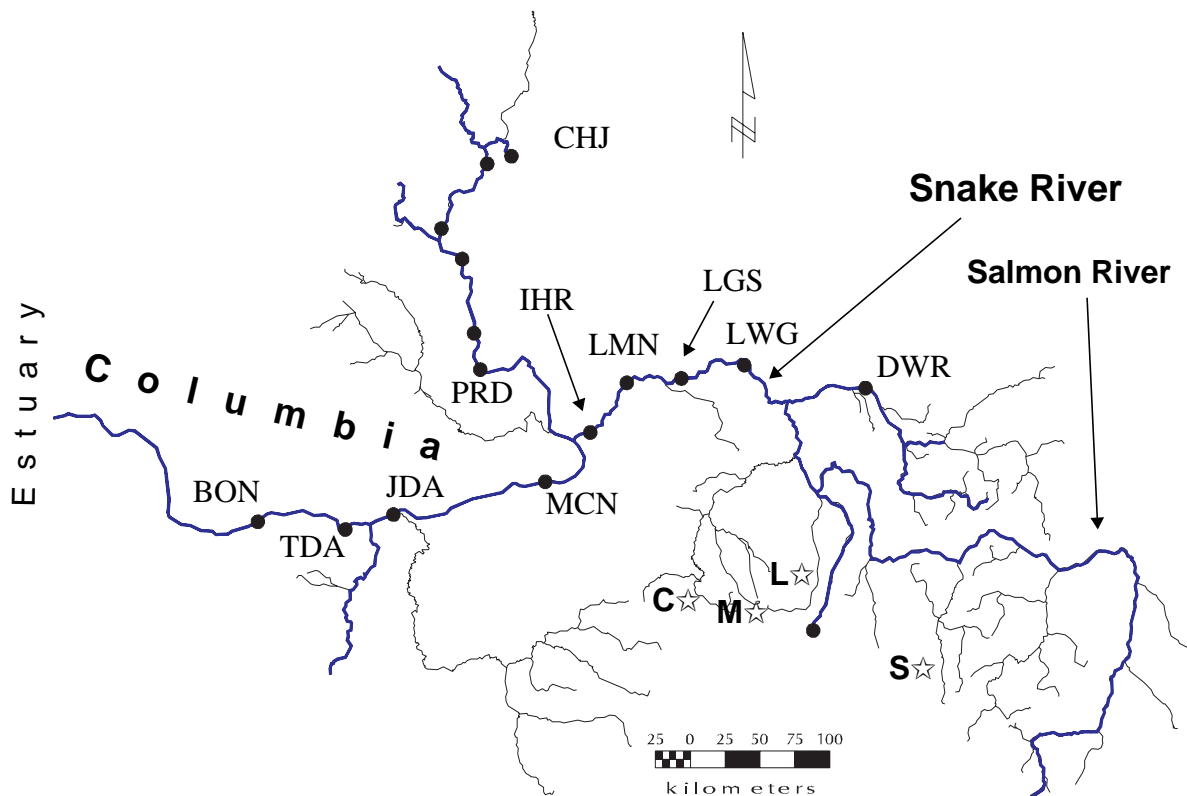 CHJ
Snake River
Salmon River
LGS
IHR
LWG
LMN
DWR
PRD
Columbia
Estuary
BON
JDA
MCN
TDA
L
C
M
S
25 0 25 50 75 100
kilometers
N